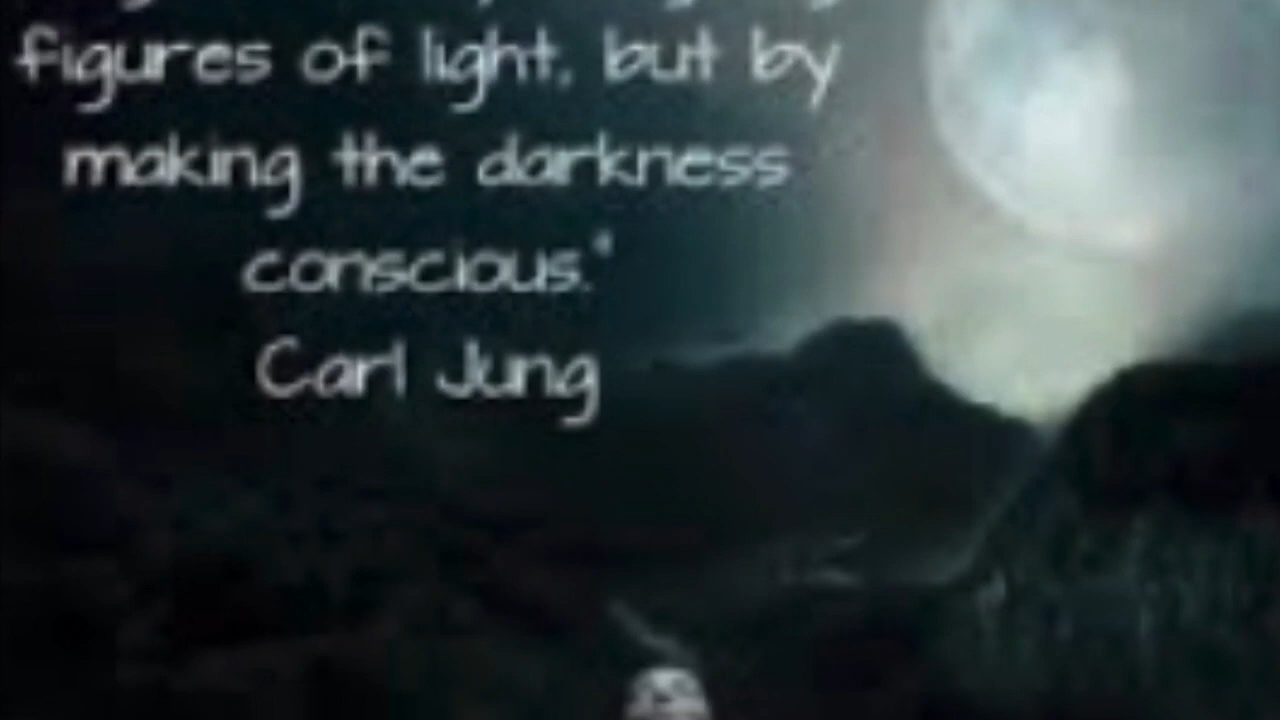 figures of light, but by
making the darkness
conscious."
Carl Jung